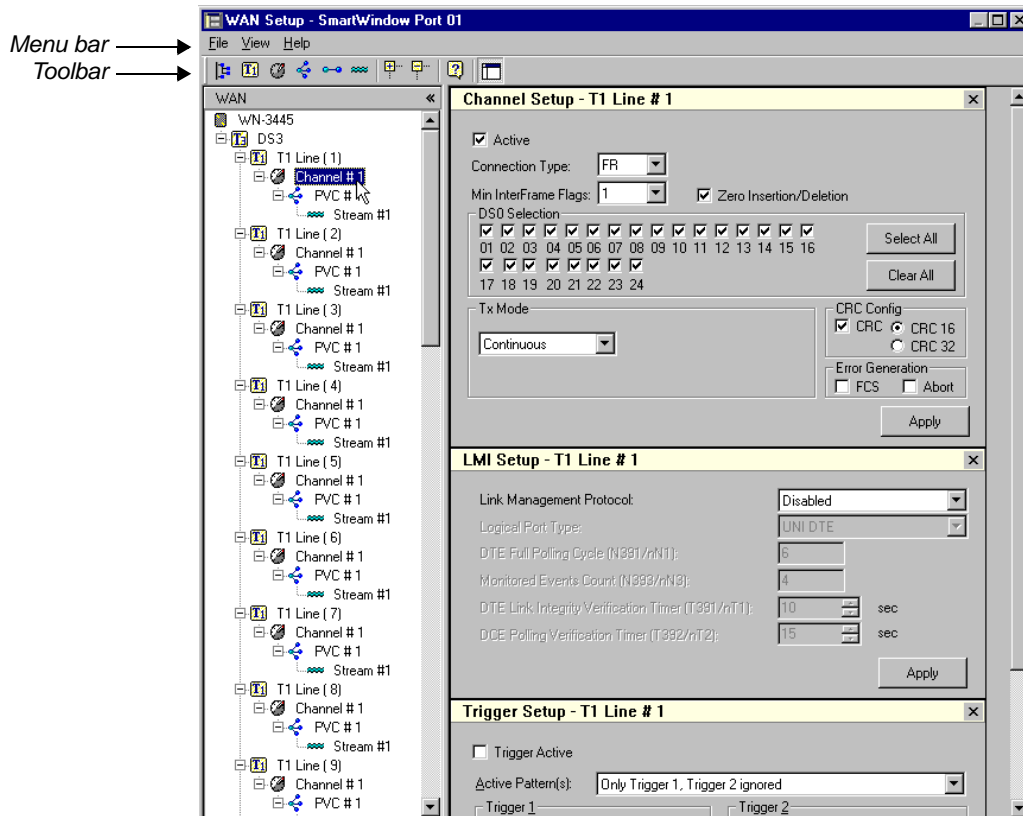 WAN Setup - SmartWindow Port 01
Menu bar
File View Help
Toolbar
WAN
WN-3445
DS3
T1 Line ( 1)
Channel # 1
PVC #
Stream #1
T1 Line ( 2)
Channel # 1
PVC # 1
Stream #1
T1 Line ( 3)
Channel # 1
PVC # 1
Stream #1
T1 Line ( 4)
Channel # 1
PVC # 1
Stream #1
T1 Line ( 5)
Channel # 1
PVC # 1
Stream #1
T1 Line ( 6)
Channel # 1
PVC # 1
Stream #1
T1 Line ( 7)
Channel # 1
PVC # 1
Stream #1
T1 Line ( 8)
Channel # 1
PVC # 1
Stream #1
T1 Line ( 9)
Channel # 1
PVC # 1
Channel Setup - T1 Line # 1
Active
Connection Type: FR
Min InterFrame Flags: 1 Zero Insertion/Deletion
DS0 Selection
01 02 03 04 05 06 07 08 09 10 11 12 13 14 15 16
17 18 19 20 21 22 23 24
Select All
Clear All
Tx Mode
Continuous
CRC Config
CRC CRC 16
CRC 32
Error Generation
FCS Abort
Apply
LMI Setup - T1 Line # 1
Link Management Protocol: Disabled
Logical Port Type: UNI DTE
DTE Full Polling Cycle (N391/nN1): 6
Monitored Events Count (N393/nN3): 4
DTE Link Integrity Verification Timer (T391/nT1): 10 sec
DCE Polling Verification Timer (T392/nT2): 15 sec
Apply
Trigger Setup - T1 Line # 1
Trigger Active
Active Pattern(s): Only Trigger 1, Trigger 2 ignored
Trigger 1 Trigger 2